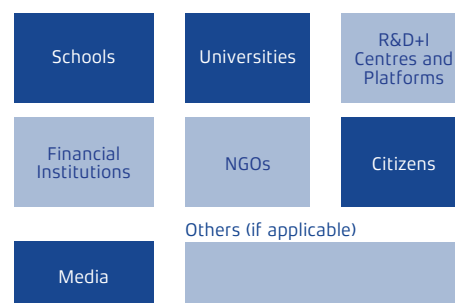 Schools
Universities
R&D+I
Centres and
Platforms
Financial
Institutions
NGOs
Citizens
Others (if applicable)
Media